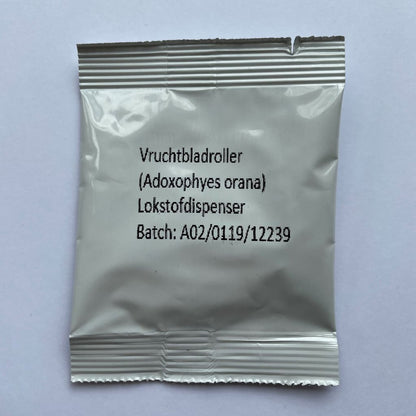 Vruchtbladroller
(Adoxophyes orana)
Lokstofdispenser
Batch: A02/0119/12239